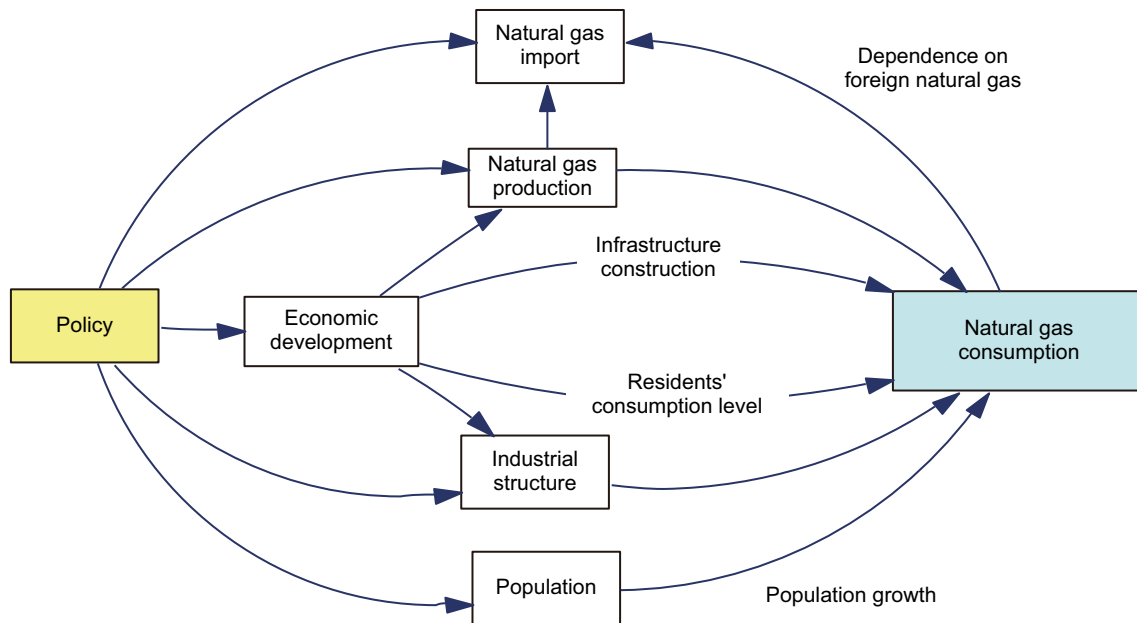 Natural gas
import
Dependence on
foreign natural gas
Natural gas
production
Infrastructure
construction
Policy
Economic
development
Natural gas
consumption
Residents'
consumption level
Industrial
structure
Population
Population growth